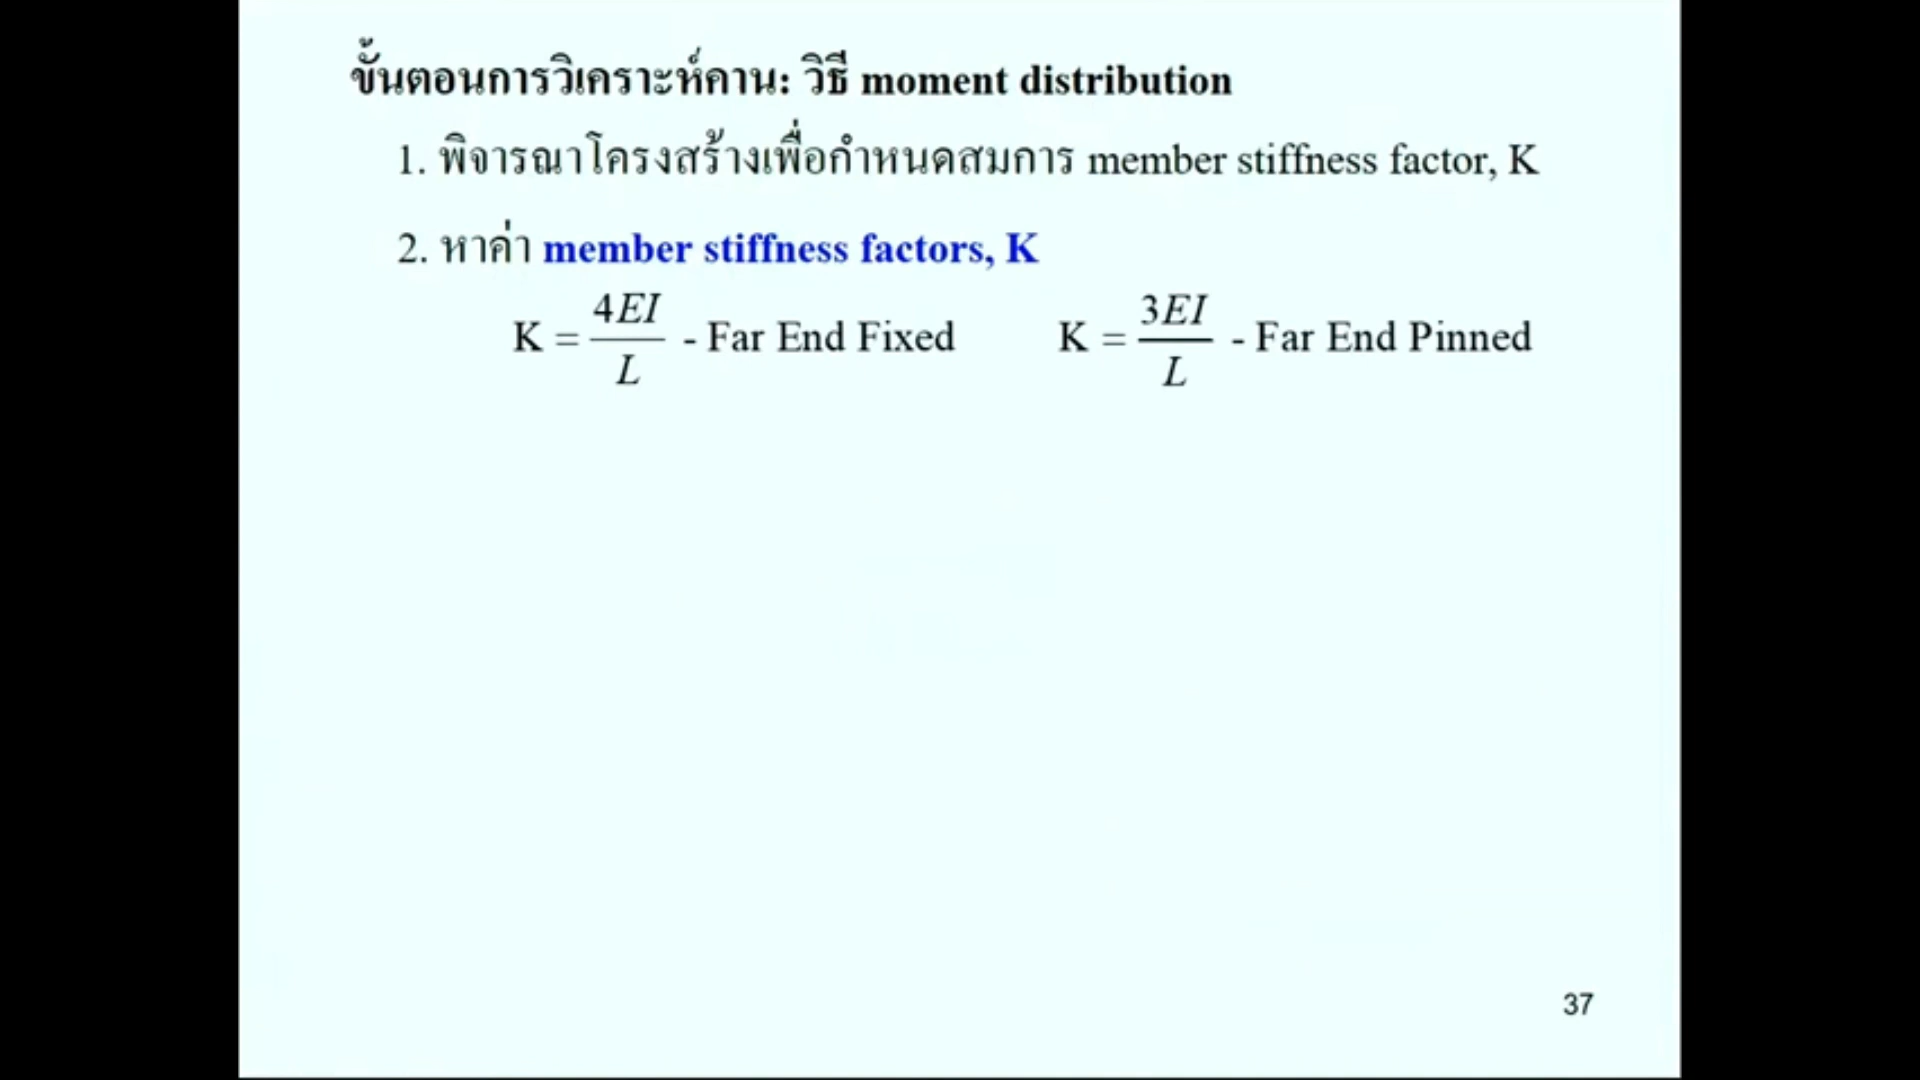 ขั้นตอนการวิเคราะห์คาน: วิธี moment distribution
1. พิจารณาโครงสร้างเพื่อกำหนดสมการ member stiffness factor, K
2. หาค่า member stiffness factors, K
K = 4EI/L - Far End Fixed K = 3EI/L - Far End Pinned
37